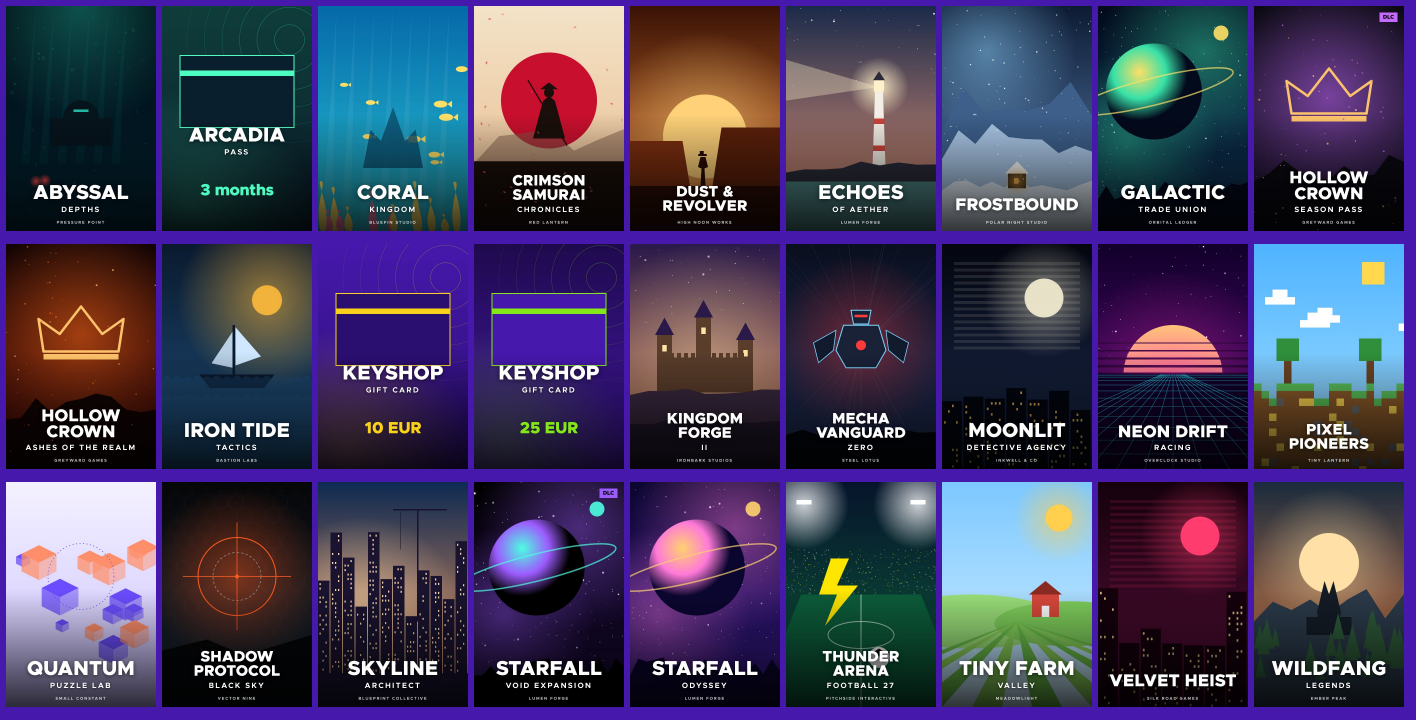 ABYSSAL
DEPTHS
PRESSURE POINT
ARCADIA
PASS
3 months
CORAL
KINGDOM
BLUEFIN STUDIO
CRIMSON
SAMURAI
CHRONICLES
RED LANTERN
DUST &
REVOLVER
HIGH NOON WORKS
ECHOES
OF AETHER
LUMEN FORGE
FROSTBOUND
POLAR NIGHT STUDIO
GALACTIC
TRADE UNION
ORBITAL LEDGER
DLC
HOLLOW
CROWN
SEASON PASS
GREYWARD GAMES
HOLLOW
CROWN
ASHES OF THE REALM
GREYWARD GAMES
IRON TIDE
TACTICS
BASTION LABS
KEYSHOP
GIFT CARD
10 EUR
KEYSHOP
GIFT CARD
25 EUR
KINGDOM
FORGE
II
IRONBARK STUDIOS
MECHA
VANGUARD
ZERO
STEEL LOTUS
MOONLIT
DETECTIVE AGENCY
INKWELL & CO
NEON DRIFT
RACING
OVERCLOCK STUDIO
PIXEL
PIONEERS
TINY LANTERN
QUANTUM
PUZZLE LAB
SMALL CONSTANT
SHADOW
PROTOCOL
BLACK SKY
VECTOR NINE
SKYLINE
ARCHITECT
BLUEPRINT COLLECTIVE
DLC
STARFALL
VOID EXPANSION
LUMEN FORGE
STARFALL
ODYSSEY
LUMEN FORGE
THUNDER
ARENA
FOOTBALL 27
PITCHSIDE INTERACTIVE
TINY FARM
VALLEY
MEADOWLIGHT
VELVET HEIST
SILK ROAD GAMES
WILDFANG
LEGENDS
EMBER PEAK